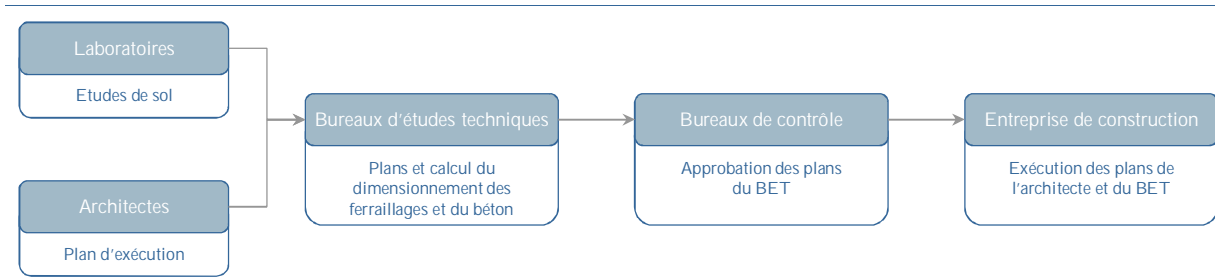 Laboratoires
Etudes de sol
Architectes
Plan d'exécution
Bureaux d'études techniques
Plans et calcul du
dimensionnement des
ferraillages et du béton
Bureaux de contrôle
Approbation des plans
du BET
Entreprise de construction
Exécution des plans de
l'architecte et du BET